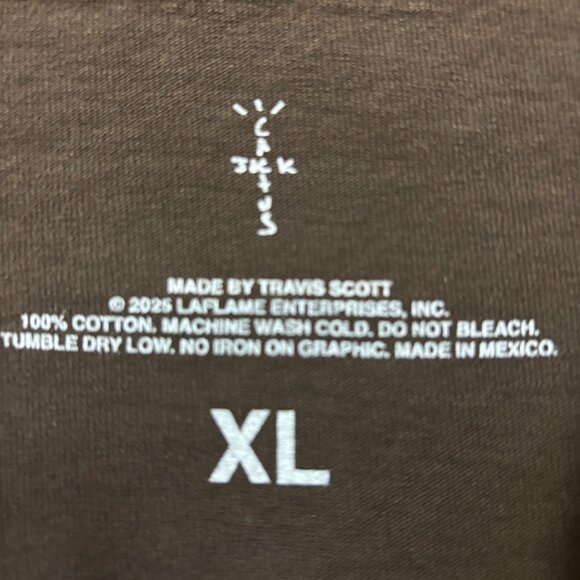 CACTUS
JACK
MADE BY TRAVIS SCOTT
© 2025 LAFLAME ENTERPRISES, INC.
100% COTTON. MACHINE WASH COLD. DO NOT BLEACH.
TUMBLE DRY LOW. NO IRON ON GRAPHIC. MADE IN MEXICO.
XL